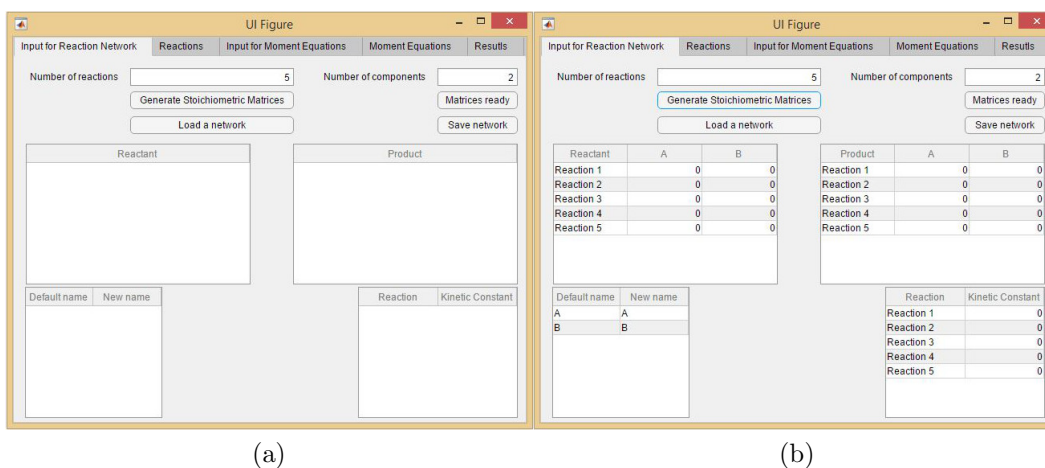 UI Figure
Input for Reaction Network Reactions Input for Moment Equations Moment Equations Resutls
Number of reactions 5 Number of components 2
Generate Stoichiometric Matrices Matrices ready
Load a network Save network
Reactant Product
Default name New name Reaction Kinetic Constant
(a)
UI Figure
Input for Reaction Network Reactions Input for Moment Equations Moment Equations Resutls
Number of reactions 5 Number of components 2
Generate Stoichiometric Matrices Matrices ready
Load a network Save network
Reactant A B Product A B
Reaction 1 0 0 Reaction 1 0 0
Reaction 2 0 0 Reaction 2 0 0
Reaction 3 0 0 Reaction 3 0 0
Reaction 4 0 0 Reaction 4 0 0
Reaction 5 0 0 Reaction 5 0 0
Default name New name Reaction Kinetic Constant
A A Reaction 1 0
B B Reaction 2 0
Reaction 3 0
Reaction 4 0
Reaction 5 0
(b)